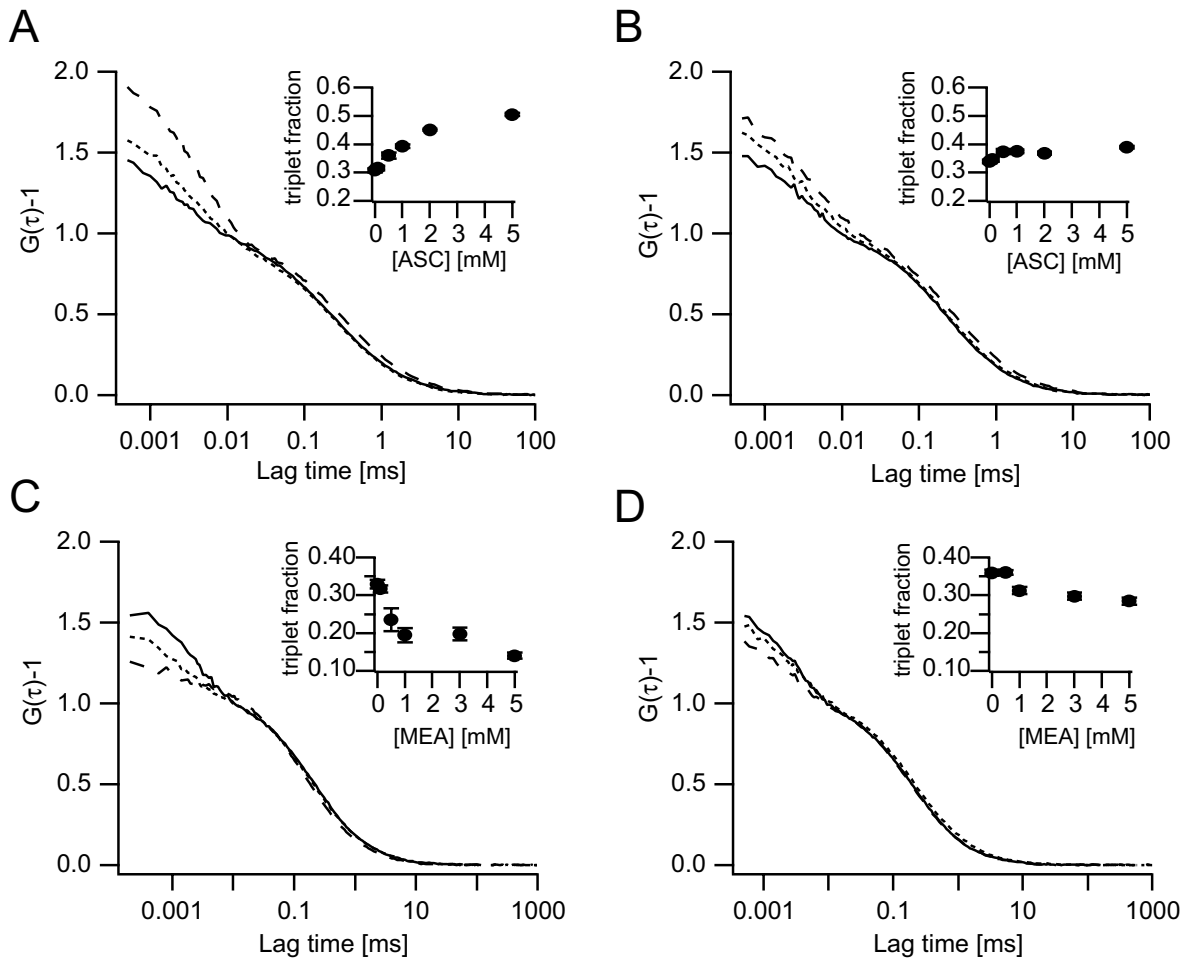 A
2.0
1.5
1.0
0.5
0.0
G(τ)-1
0.001 0.01 0.1 1 10 100
Lag time [ms]
triplet fraction
0.6
0.5
0.4
0.3
0.2
0 1 2 3 4 5
[ASC] [mM]
B
2.0
1.5
1.0
0.5
0.0
G(τ)-1
0.001 0.01 0.1 1 10 100
Lag time [ms]
triplet fraction
0.6
0.5
0.4
0.3
0.2
0 1 2 3 4 5
[ASC] [mM]
C
2.0
1.5
1.0
0.5
0.0
G(τ)-1
0.001 0.1 10 1000
Lag time [ms]
triplet fraction
0.40
0.30
0.20
0.10
0 1 2 3 4 5
[MEA] [mM]
D
2.0
1.5
1.0
0.5
0.0
G(τ)-1
0.001 0.1 10 1000
Lag time [ms]
triplet fraction
0.40
0.30
0.20
0.10
0 1 2 3 4 5
[MEA] [mM]